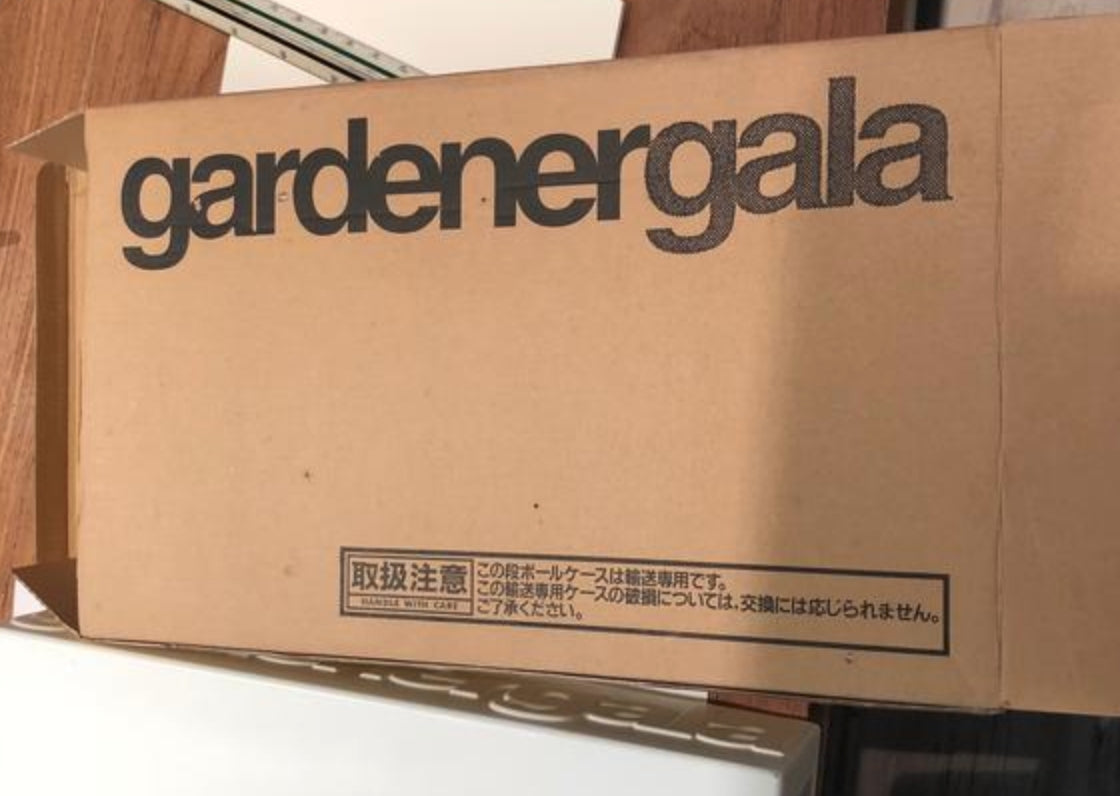 gardenergala
取扱注意
HANDLE WITH CARE
この段ボールケースは輸送専用です。
この輸送専用ケースの破損については、交換には応じられません。
ご了承ください。
gala